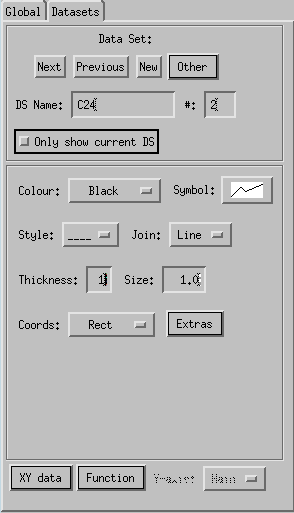 Global Datasets
Data Set:
Next Previous New Other
DS Name: C24 #: 2
Only show current DS
Colour: Black Symbol:
Style: ____ Join: Line
Thickness: 1 Size: 1.0
Coords: Rect Extras
XY data Function Y-axis: Main